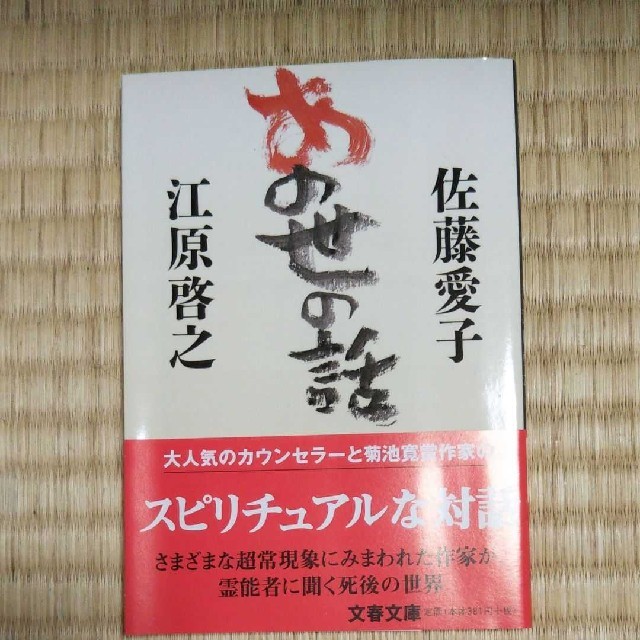 佐藤愛子
あの世の話
江原啓之
大人気のカウンセラーと菊池寛賞作家の
スピリチュアルな対話
さまざまな超常現象にみまわれた作家が
霊能者に聞く死後の世界
文春文庫